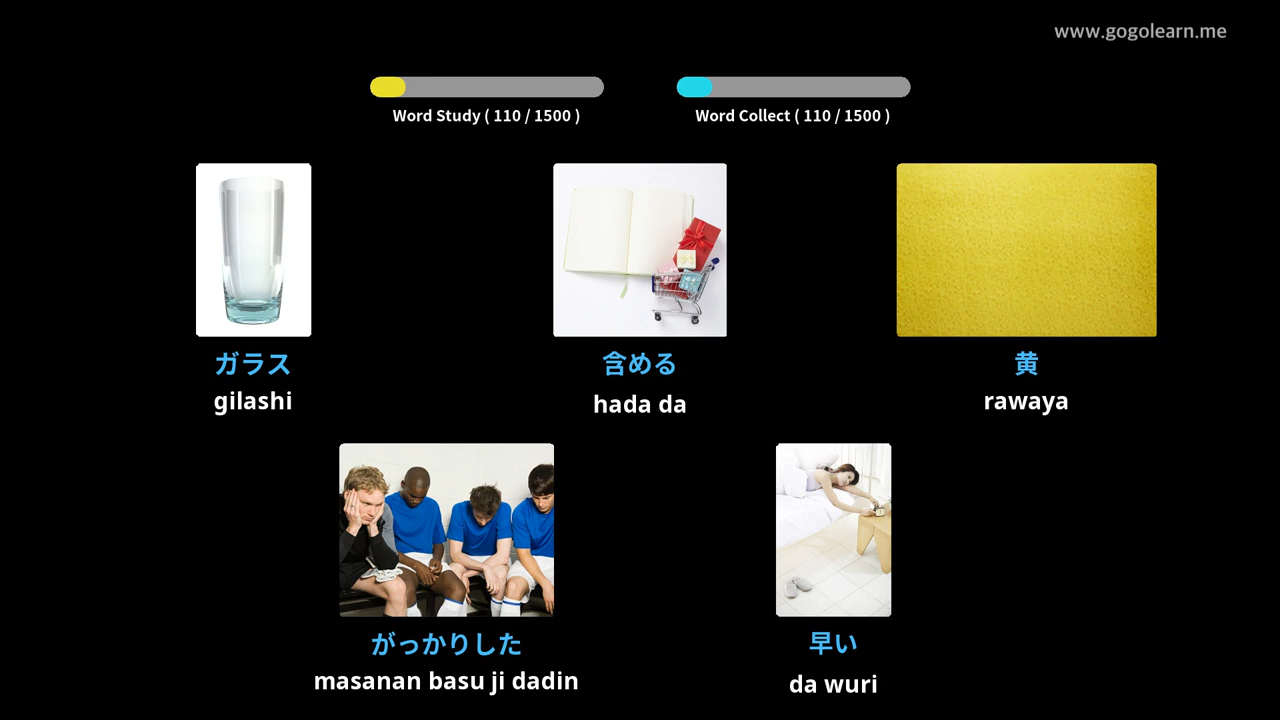 www.gogolearn.me
Word Study ( 110 / 1500 )
Word Collect ( 110 / 1500 )
ガラス
gilashi
含める
hada da
黄
rawaya
がっかりした
masanan basu ji dadin
早い
da wuri